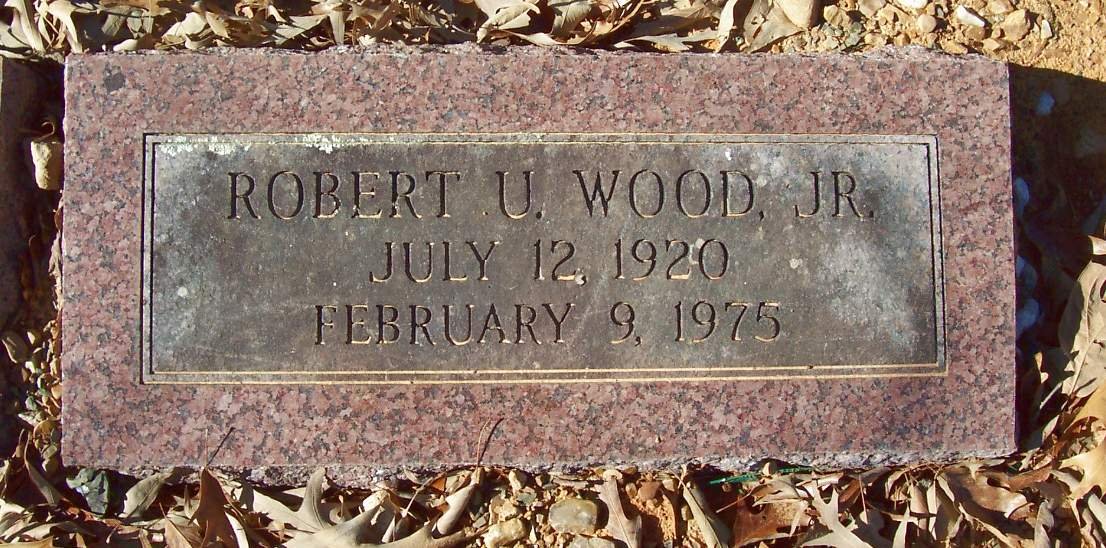 ROBERT U. WOOD, JR.
JULY 12, 1920
FEBRUARY 9, 1975